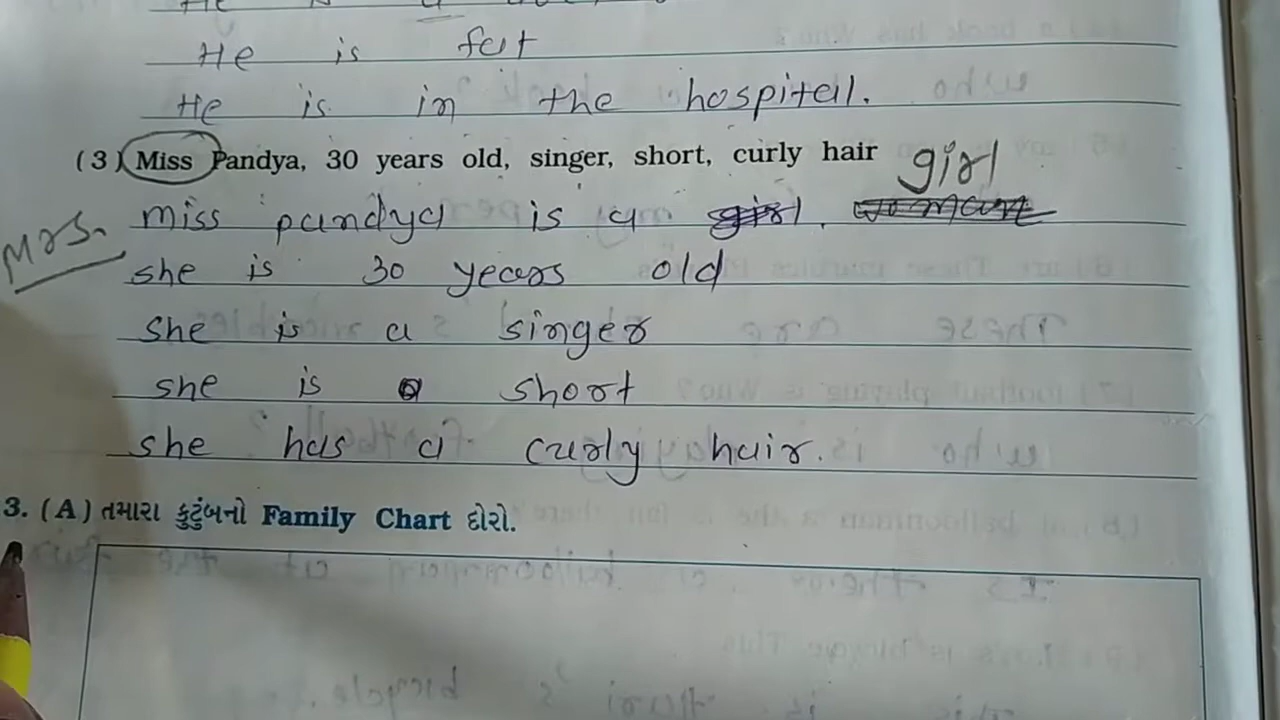 He is fat
He is in the hospital.
(3) Miss Pandya, 30 years old, singer, short, curly hair
girl
Mrs.
miss pandya is a girl. woman
she is 30 years old
she is a singer
she is a short
she has a curly hair.
3. (A) તમારા કુટુંબનો Family Chart દોરો.